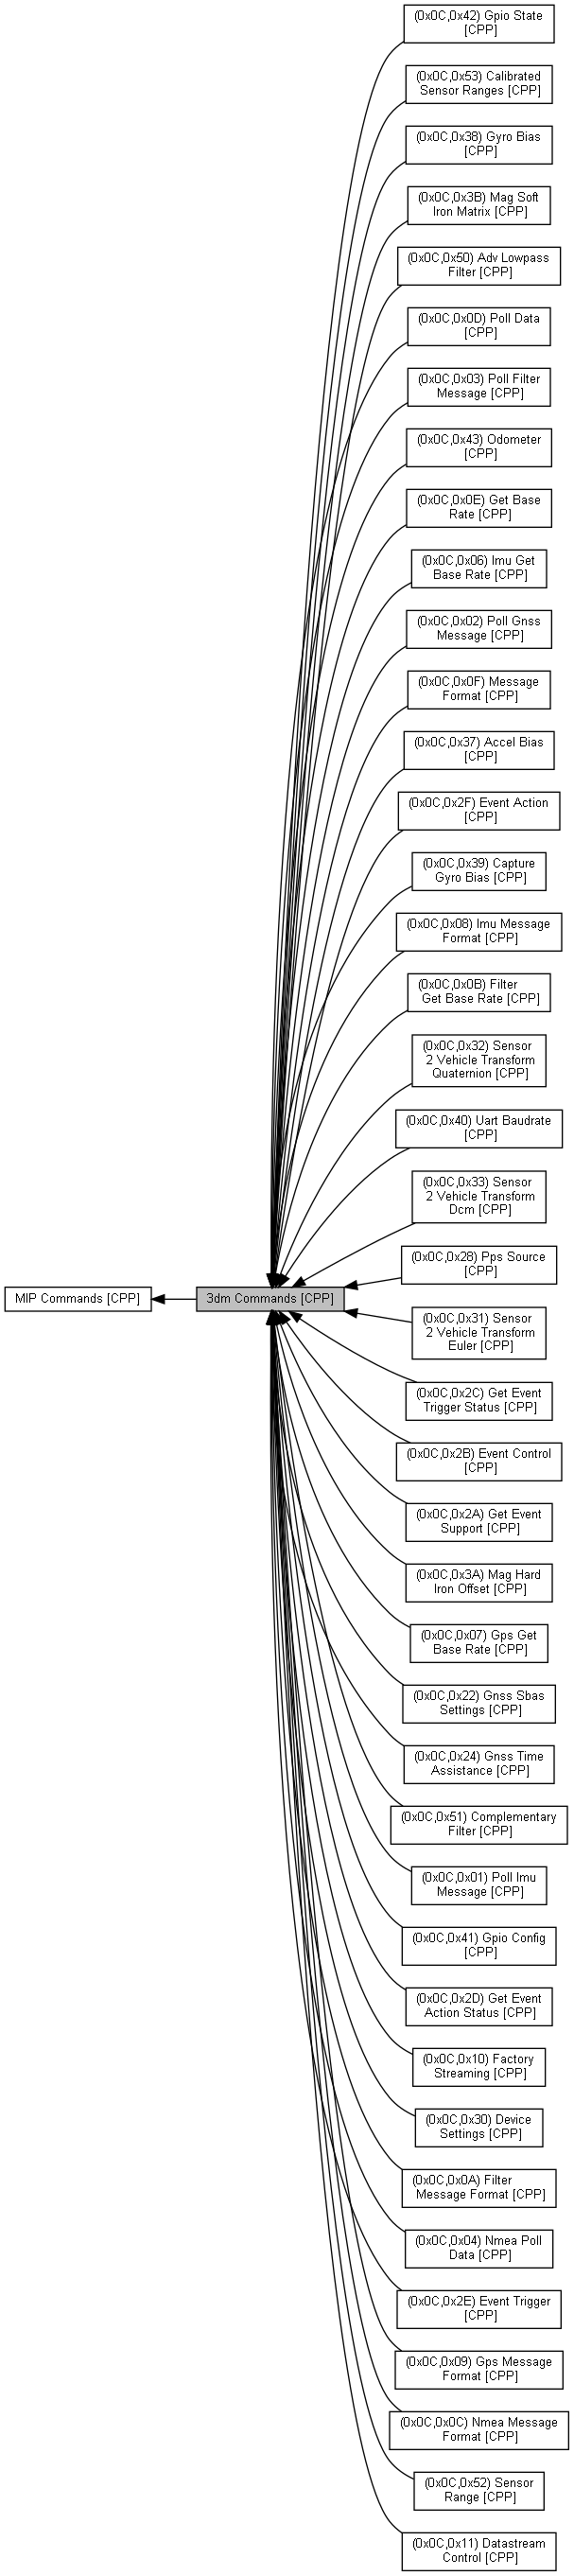 (0x0C,0x42) Gpio State
[CPP]
(0x0C,0x53) Calibrated
Sensor Ranges [CPP]
(0x0C,0x38) Gyro Bias
[CPP]
(0x0C,0x3B) Mag Soft
Iron Matrix [CPP]
(0x0C,0x50) Adv Lowpass
Filter [CPP]
(0x0C,0x0D) Poll Data
[CPP]
(0x0C,0x03) Poll Filter
Message [CPP]
(0x0C,0x43) Odometer
[CPP]
(0x0C,0x0E) Get Base
Rate [CPP]
(0x0C,0x06) Imu Get
Base Rate [CPP]
(0x0C,0x02) Poll Gnss
Message [CPP]
(0x0C,0x0F) Message
Format [CPP]
(0x0C,0x37) Accel Bias
[CPP]
(0x0C,0x2F) Event Action
[CPP]
(0x0C,0x39) Capture
Gyro Bias [CPP]
(0x0C,0x08) Imu Message
Format [CPP]
(0x0C,0x0B) Filter
Get Base Rate [CPP]
(0x0C,0x32) Sensor
2 Vehicle Transform
Quaternion [CPP]
(0x0C,0x40) Uart Baudrate
[CPP]
(0x0C,0x33) Sensor
2 Vehicle Transform
Dcm [CPP]
(0x0C,0x28) Pps Source
[CPP]
MIP Commands [CPP]
3dm Commands [CPP]
(0x0C,0x31) Sensor
2 Vehicle Transform
Euler [CPP]
(0x0C,0x2C) Get Event
Trigger Status [CPP]
(0x0C,0x2B) Event Control
[CPP]
(0x0C,0x2A) Get Event
Support [CPP]
(0x0C,0x3A) Mag Hard
Iron Offset [CPP]
(0x0C,0x07) Gps Get
Base Rate [CPP]
(0x0C,0x22) Gnss Sbas
Settings [CPP]
(0x0C,0x24) Gnss Time
Assistance [CPP]
(0x0C,0x51) Complementary
Filter [CPP]
(0x0C,0x01) Poll Imu
Message [CPP]
(0x0C,0x41) Gpio Config
[CPP]
(0x0C,0x2D) Get Event
Action Status [CPP]
(0x0C,0x10) Factory
Streaming [CPP]
(0x0C,0x30) Device
Settings [CPP]
(0x0C,0x0A) Filter
Message Format [CPP]
(0x0C,0x04) Nmea Poll
Data [CPP]
(0x0C,0x2E) Event Trigger
[CPP]
(0x0C,0x09) Gps Message
Format [CPP]
(0x0C,0x0C) Nmea Message
Format [CPP]
(0x0C,0x52) Sensor
Range [CPP]
(0x0C,0x11) Datastream
Control [CPP]